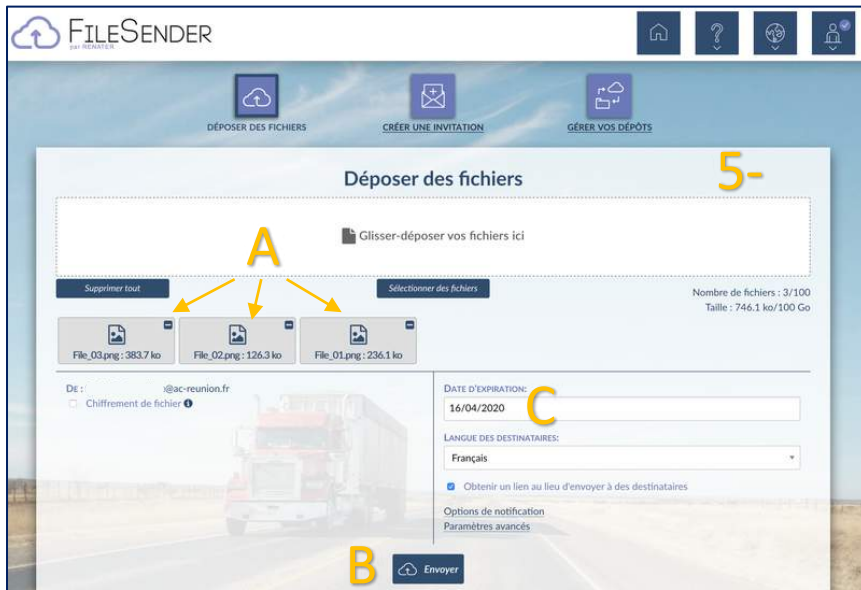 FILESENDER
par RENATER
DÉPOSER DES FICHIERS
CRÉER UNE INVITATION
GÉRER VOS DÉPÔTS
5-
Déposer des fichiers
Glisser-déposer vos fichiers ici
A
Supprimer tout
Sélectionner des fichiers
Nombre de fichiers : 3/100
Taille : 746.1 ko/100 Go
File_03.png : 383.7 ko
File_02.png : 126.3 ko
File_01.png : 236.1 ko
DE : @ac-reunion.fr
Chiffrement de fichier
DATE D'EXPIRATION:
16/04/2020
C
LANGUE DES DESTINATAIRES:
Français
Obtenir un lien au lieu d'envoyer à des destinataires
Options de notification
Paramètres avancés
B
Envoyer